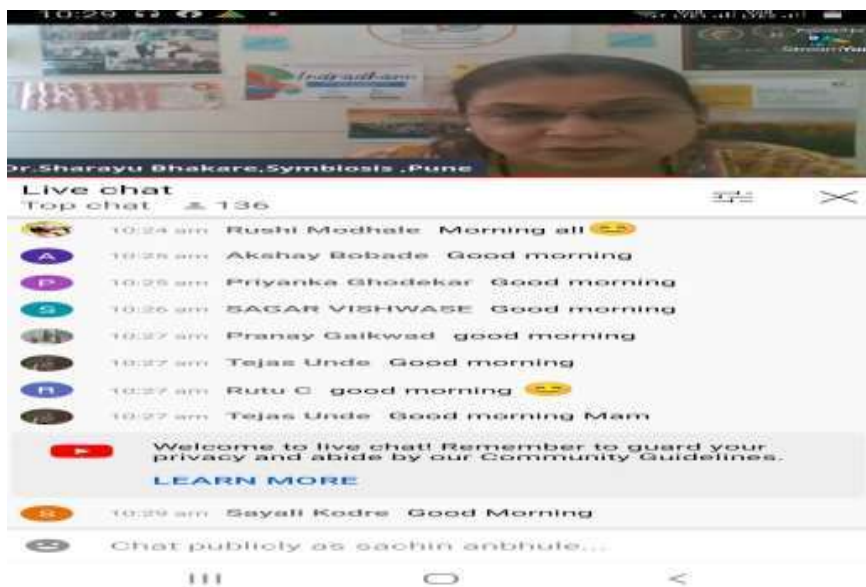 10:29
Indradhanu
Dr.Sharayu Bhakare,Symbiosis ,Pune
Live chat
Top chat 136
10:24 am Rushi Modhale Morning all 😊
A 10:25 am Akshay Bobade Good morning
P 10:25 am Priyanka Ghodekar Good morning
S 10:26 am SAGAR VISHWASE Good morning
10:27 am Pranay Gaikwad good morning
10:27 am Tejas Unde Good morning
R 10:27 am Rutu C good morning 😊
10:27 am Tejas Unde Good morning Mam
Welcome to live chat! Remember to guard your
privacy and abide by our Community Guidelines.
LEARN MORE
S 10:29 am Sayali Kodre Good Morning
Chat publicly as sachin anbhule...